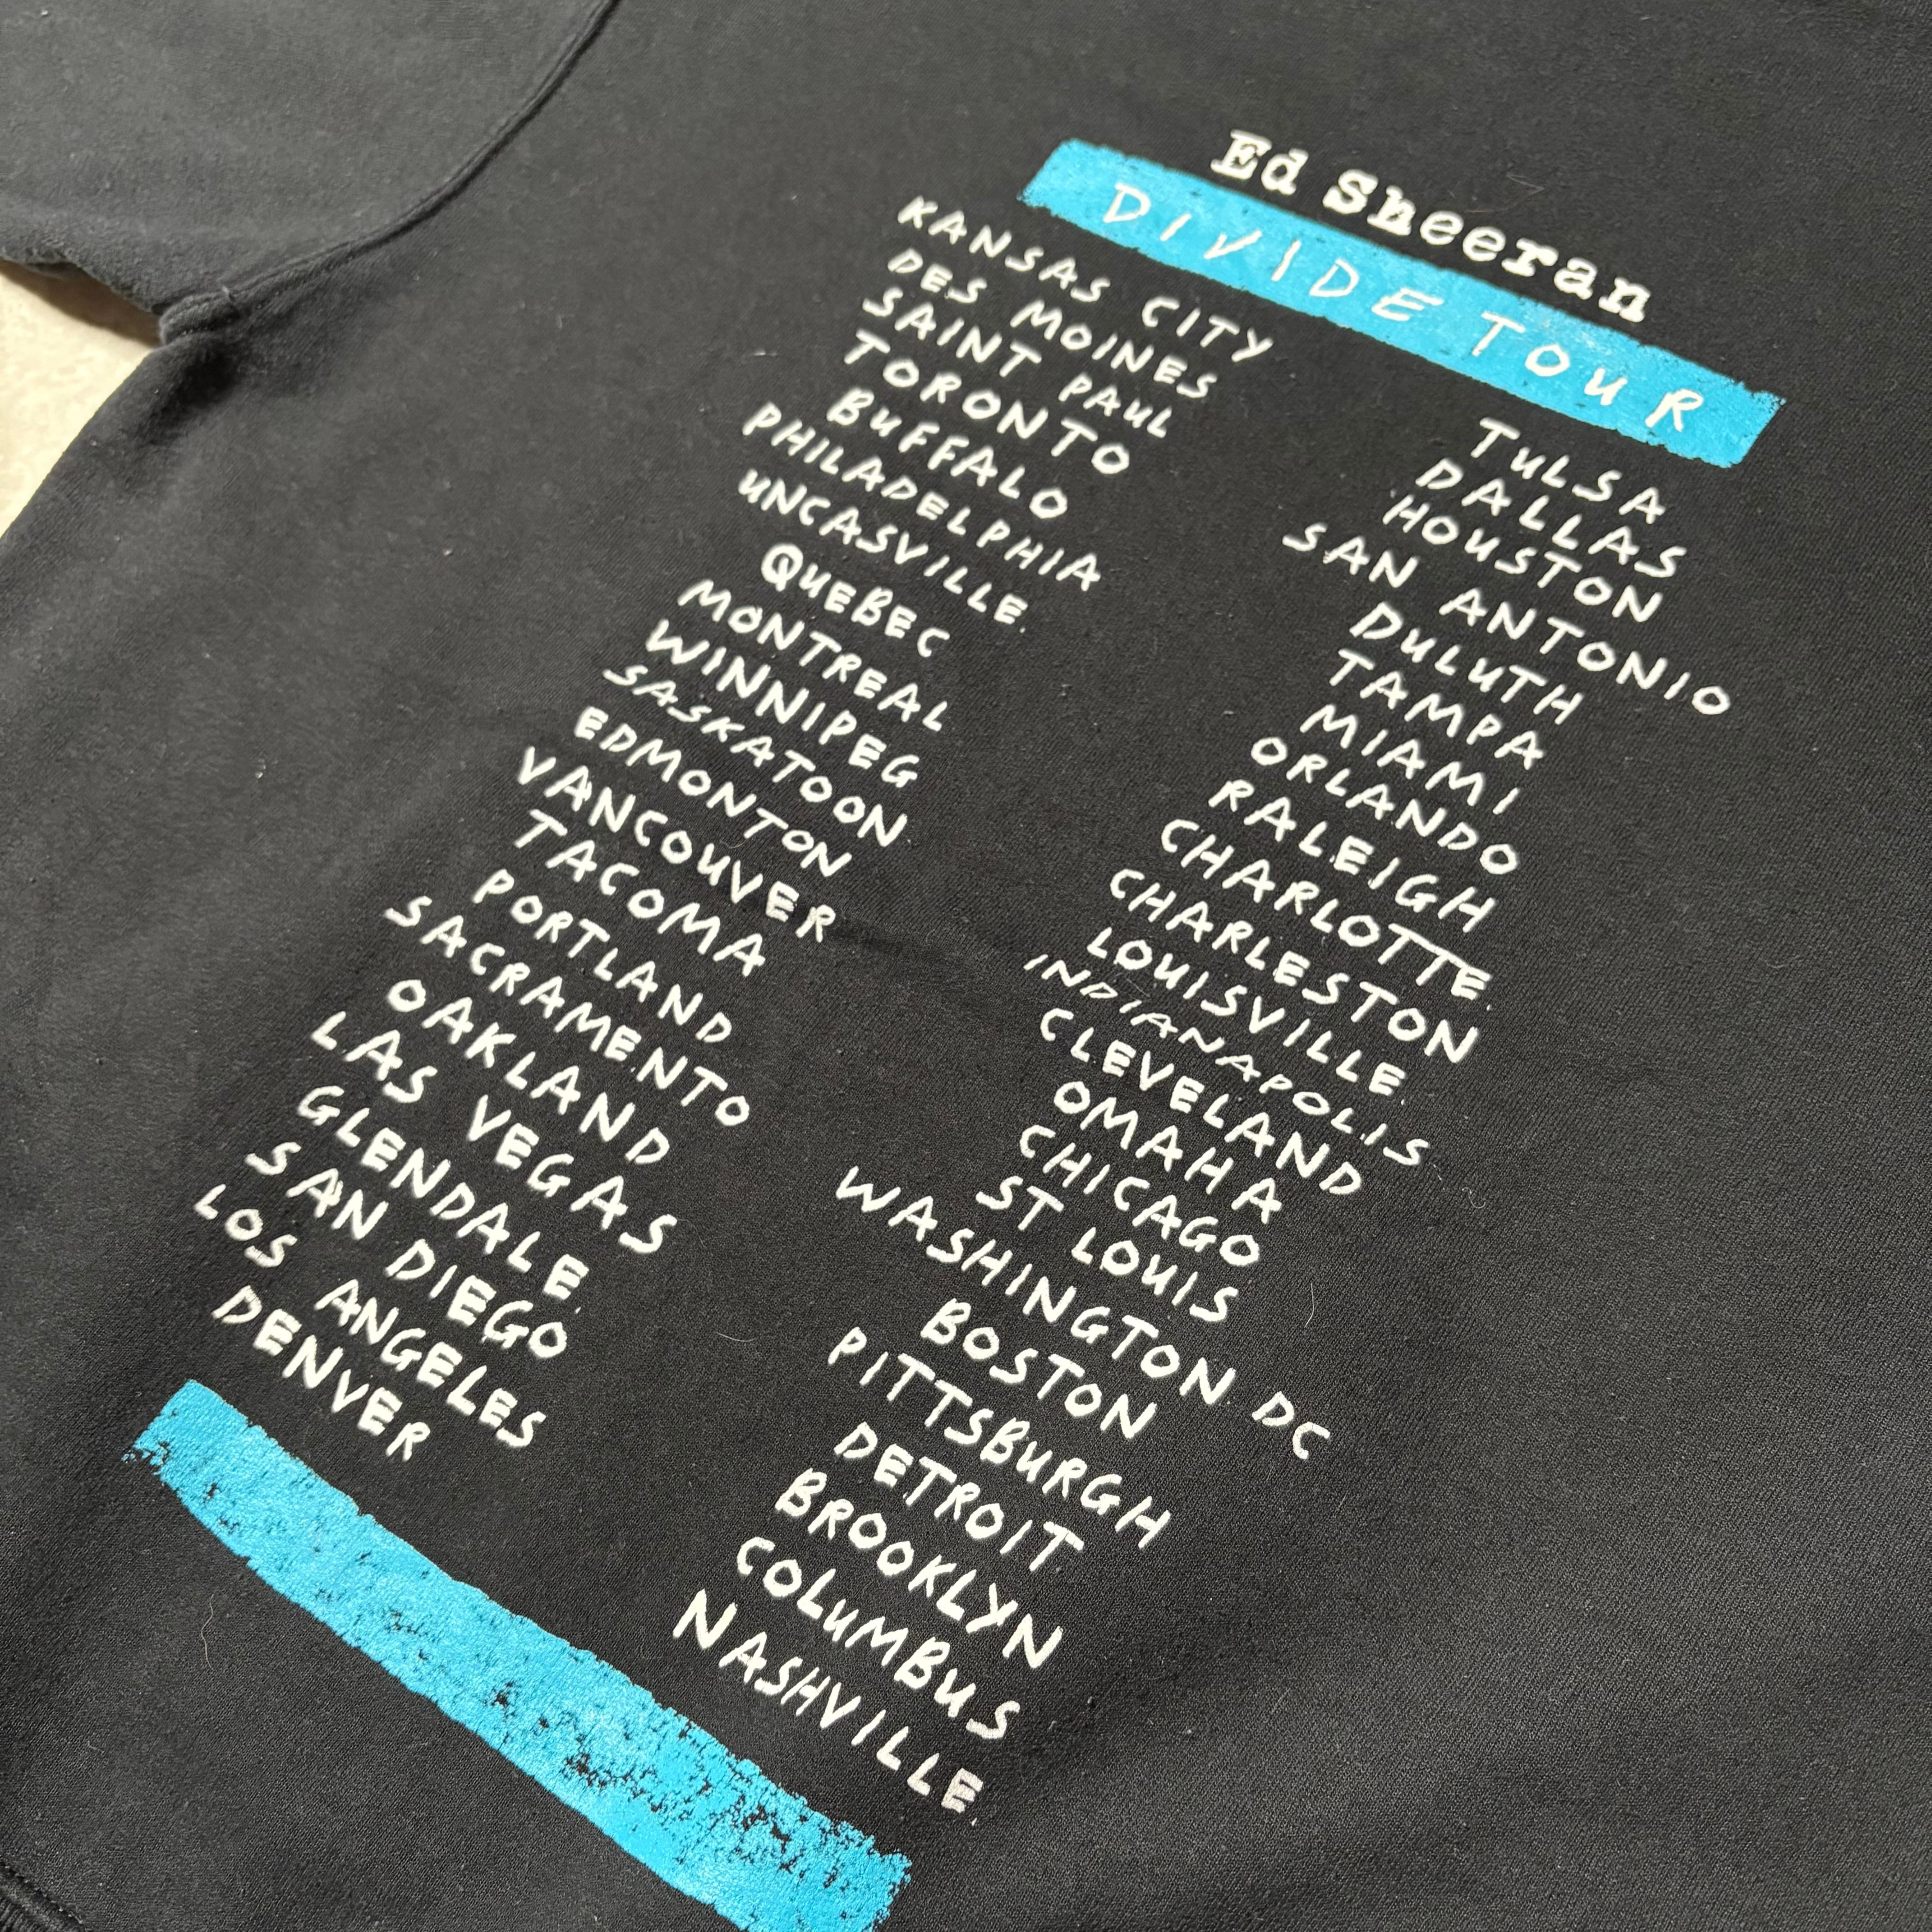 Ed Sheeran
DIVIDE TOUR
KANSAS CITY
DES MOINES
SAINT PAUL
TORONTO
BUFFALO
PHILADELPHIA
UNCASVILLE
QUEBEC
MONTREAL
WINNIPEG
SASKATOON
EDMONTON
VANCOUVER
TACOMA
PORTLAND
SACRAMENTO
OAKLAND
LAS VEGAS
GLENDALE
SAN DIEGO
LOS ANGELES
DENVER
TULSA
DALLAS
HOUSTON
SAN ANTONIO
DULUTH
TAMPA
MIAMI
ORLANDO
RALEIGH
CHARLOTTE
CHARLESTON
LOUISVILLE
INDIANAPOLIS
CLEVELAND
OMAHA
CHICAGO
ST LOUIS
WASHINGTON DC
BOSTON
PITTSBURGH
DETROIT
BROOKLYN
COLUMBUS
NASHVILLE